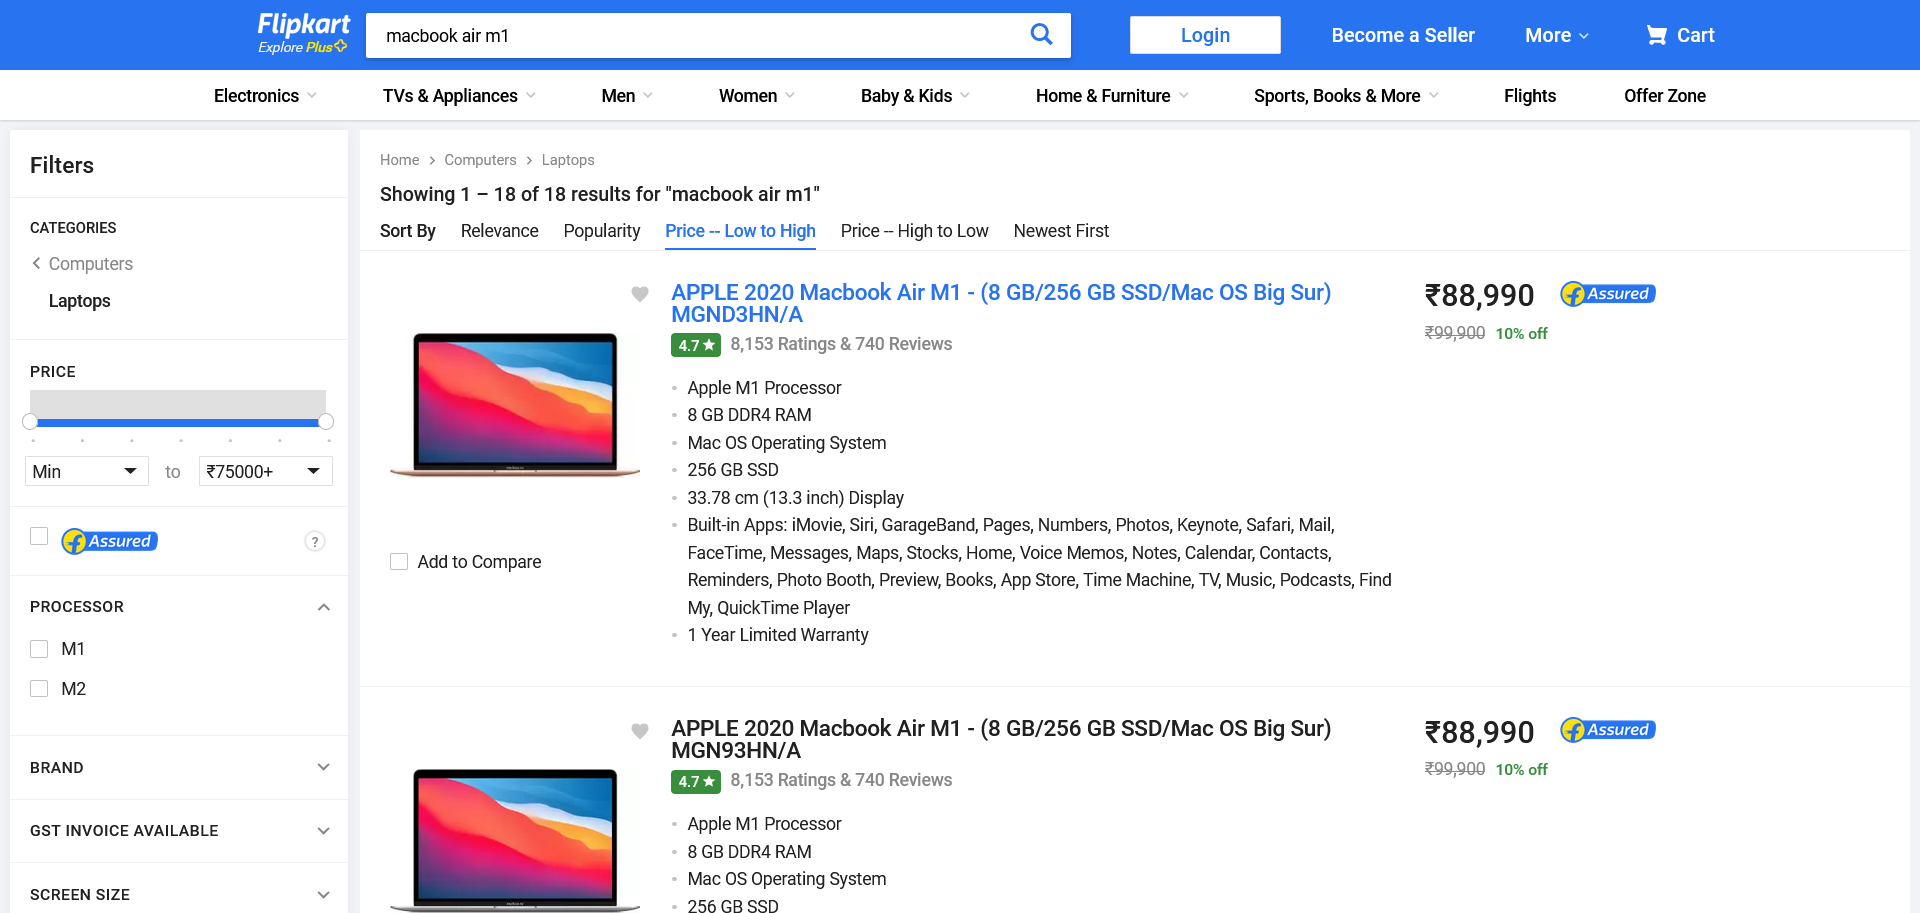 Flipkart
Explore Plus
macbook air m1
Login
Become a Seller
More
Cart
Electronics
TVs & Appliances
Men
Women
Baby & Kids
Home & Furniture
Sports, Books & More
Flights
Offer Zone
Filters
CATEGORIES
Computers
Laptops
PRICE
Min
to
₹75000+
Assured
?
PROCESSOR
M1
M2
BRAND
GST INVOICE AVAILABLE
SCREEN SIZE
Home
Computers
Laptops
Showing 1 – 18 of 18 results for "macbook air m1"
Sort By
Relevance
Popularity
Price -- Low to High
Price -- High to Low
Newest First
APPLE 2020 Macbook Air M1 - (8 GB/256 GB SSD/Mac OS Big Sur)
MGND3HN/A
4.7
8,153 Ratings & 740 Reviews
Apple M1 Processor
8 GB DDR4 RAM
Mac OS Operating System
256 GB SSD
33.78 cm (13.3 inch) Display
Built-in Apps: iMovie, Siri, GarageBand, Pages, Numbers, Photos, Keynote, Safari, Mail,
FaceTime, Messages, Maps, Stocks, Home, Voice Memos, Notes, Calendar, Contacts,
Reminders, Photo Booth, Preview, Books, App Store, Time Machine, TV, Music, Podcasts, Find
My, QuickTime Player
1 Year Limited Warranty
₹88,990
Assured
₹99,900 10% off
Add to Compare
APPLE 2020 Macbook Air M1 - (8 GB/256 GB SSD/Mac OS Big Sur)
MGN93HN/A
4.7
8,153 Ratings & 740 Reviews
Apple M1 Processor
8 GB DDR4 RAM
Mac OS Operating System
256 GB SSD
₹88,990
Assured
₹99,900 10% off